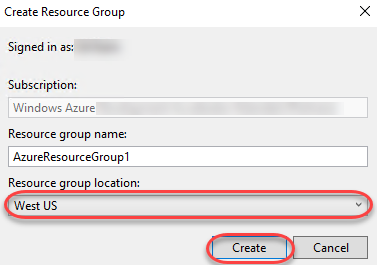 Create Resource Group
Signed in as:
Subscription:
Windows Azure
Resource group name:
AzureResourceGroup1
Resource group location:
West US
Create
Cancel